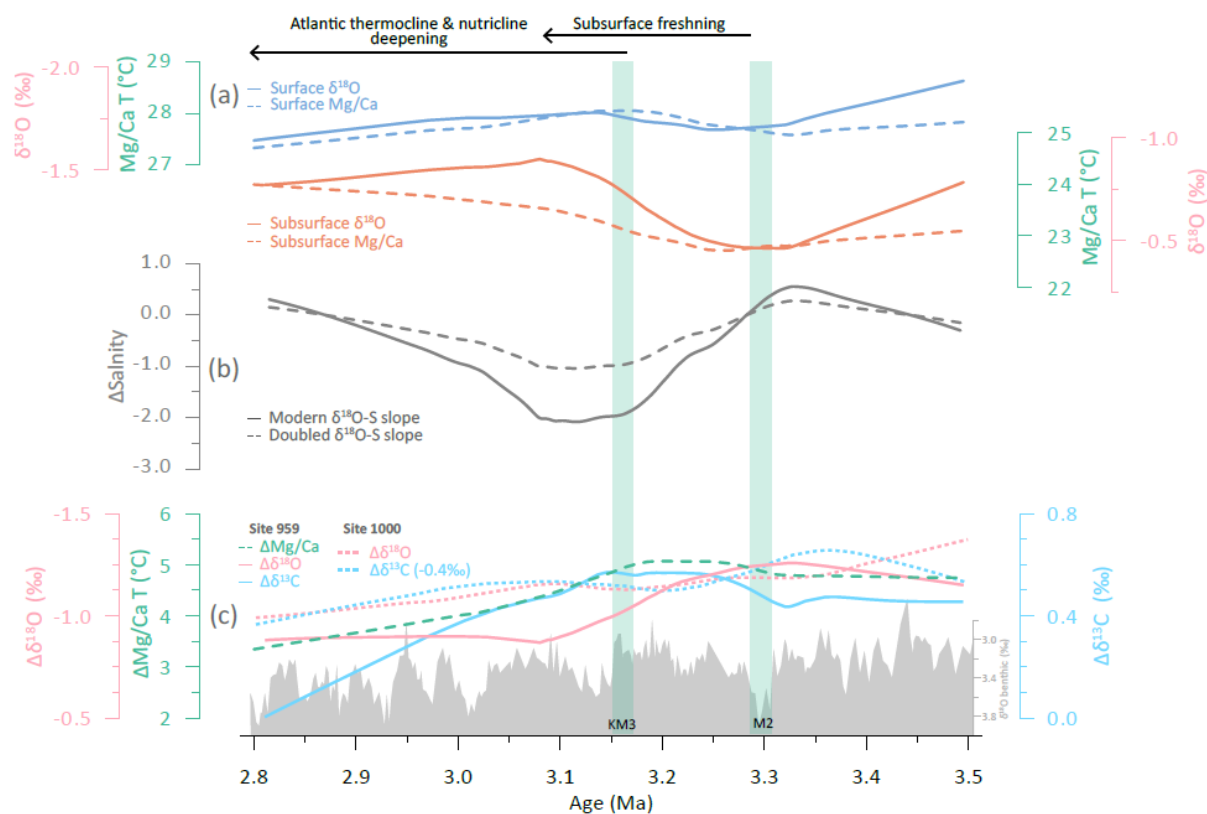 Atlantic thermocline & nutricline
deepening
Subsurface freshning
(a)
δ¹⁸O (‰)
-2.0
-1.5
Mg/Ca T (°C)
29
28
27
Surface δ¹⁸O
Surface Mg/Ca
Subsurface δ¹⁸O
Subsurface Mg/Ca
25
24
23
22
Mg/Ca T (°C)
-1.0
-0.5
δ¹⁸O (‰)
(b)
ΔSalnity
1.0
0.0
-1.0
-2.0
-3.0
Modern δ¹⁸O-S slope
Doubled δ¹⁸O-S slope
(c)
Δδ¹⁸O (‰)
-1.5
-1.0
-0.5
ΔMg/Ca T (°C)
6
5
4
3
2
Site 959
ΔMg/Ca
Δδ¹⁸O
Δδ¹³C
Site 1000
Δδ¹⁸O
Δδ¹³C (-0.4‰)
KM3
M2
3.0
3.4
3.8
δ¹⁸O benthic (‰)
0.8
0.4
0.0
Δδ¹³C (‰)
2.8 2.9 3.0 3.1 3.2 3.3 3.4 3.5
Age (Ma)